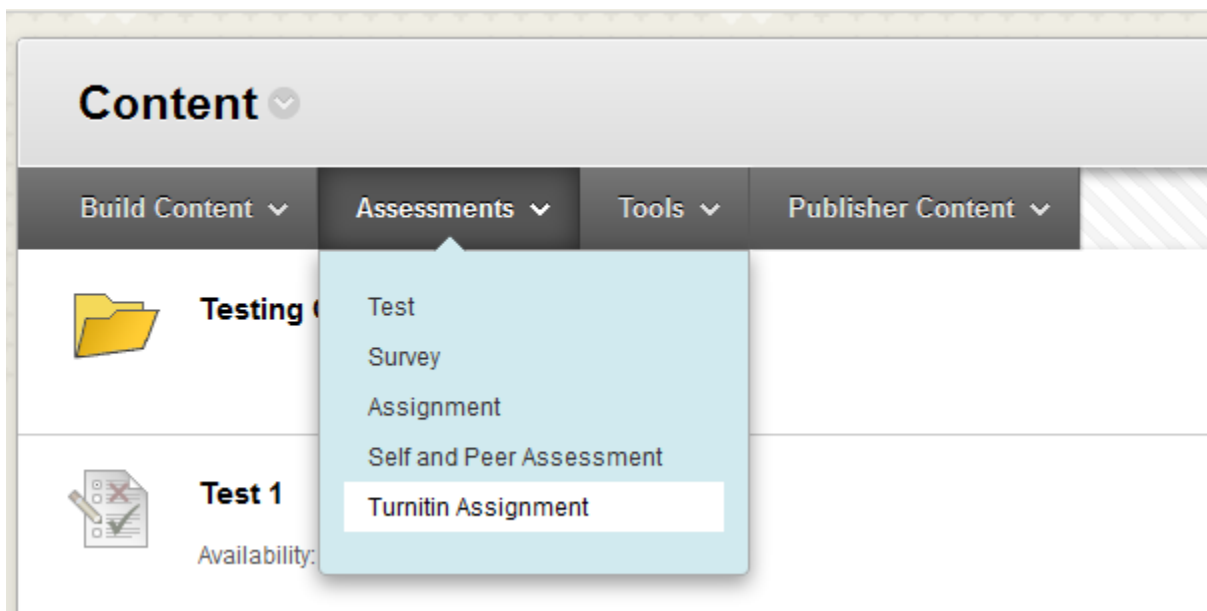 Content
Build Content Assessments Tools Publisher Content
Testing
Test
Survey
Assignment
Self and Peer Assessment
Turnitin Assignment
Test 1
Availability: